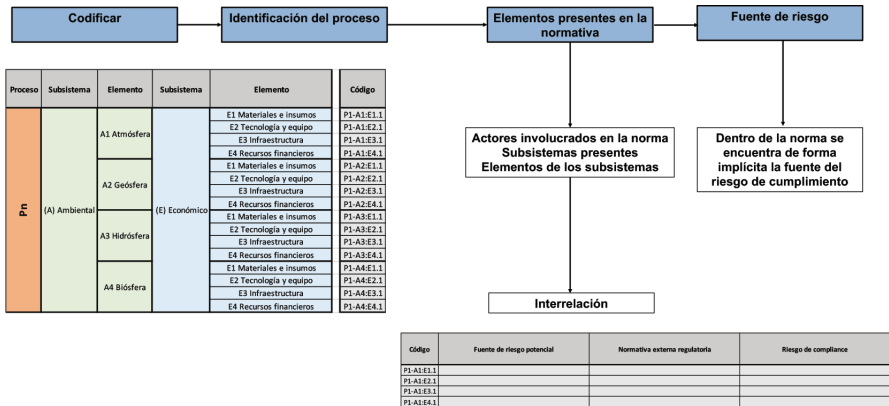 Codificar
Identificación del proceso
Elementos presentes en la
normativa
Fuente de riesgo
Proceso Subsistema Elemento Subsistema Elemento Código
Pn
(A) Ambiental
(E) Económico
A1 Atmósfera
E1 Materiales e insumos P1-A1:E1.1
E2 Tecnología y equipo P1-A1:E2.1
E3 Infraestructura P1-A1:E3.1
E4 Recursos financieros P1-A1:E4.1
A2 Geósfera
E1 Materiales e insumos P1-A2:E1.1
E2 Tecnología y equipo P1-A2:E2.1
E3 Infraestructura P1-A2:E3.1
E4 Recursos financieros P1-A2:E4.1
A3 Hidrósfera
E1 Materiales e insumos P1-A3:E1.1
E2 Tecnología y equipo P1-A3:E2.1
E3 Infraestructura P1-A3:E3.1
E4 Recursos financieros P1-A3:E4.1
A4 Biósfera
E1 Materiales e insumos P1-A4:E1.1
E2 Tecnología y equipo P1-A4:E2.1
E3 Infraestructura P1-A4:E3.1
E4 Recursos financieros P1-A4:E4.1
Actores involucrados en la norma
Subsistemas presentes
Elementos de los subsistemas
Dentro de la norma se
encuentra de forma
implícita la fuente del
riesgo de cumplimiento
Interrelación
Código Fuente de riesgo potencial Normativa externa regulatoria Riesgo de compliance
P1-A1:E1.1
P1-A1:E2.1
P1-A1:E3.1
P1-A1:E4.1